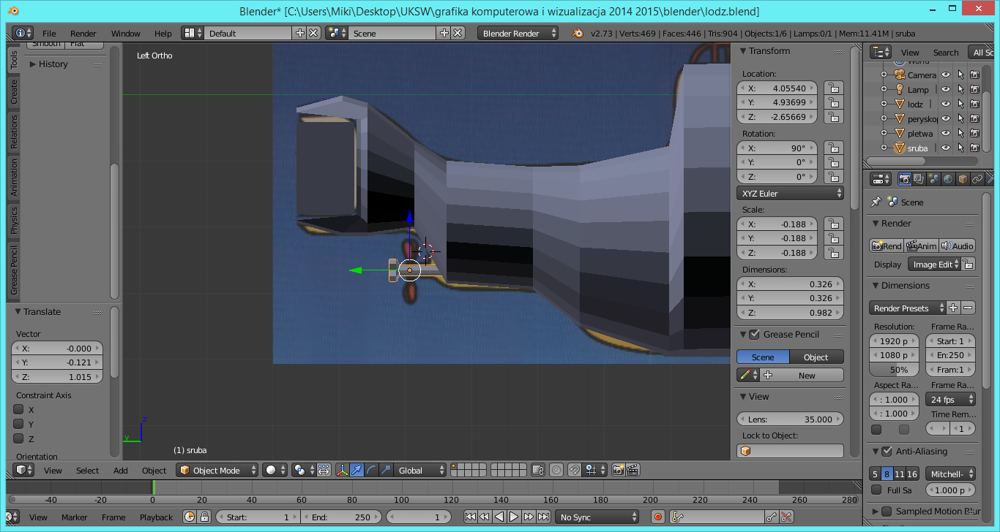 Blender* [C:\Users\Miki\Desktop\UKSW\grafika komputerowa i wizualizacja 2014 2015\blender\lodz.blend]
File Render Window Help Default Scene Blender Render v2.73 | Verts:469 | Faces:446 | Tris:904 | Objects:1/6 | Lamps:0/1 | Mem:11.41M | sruba
Smooth Flat
History
Tools
Create
Relations
Animation
Physics
Grease Pencil
Translate
Vector
X: -0.000
Y: -0.121
Z: 1.015
Constraint Axis
X
Y
Z
Orientation
Left Ortho
z
y
(1) sruba
Transform
Location:
X: 4.05540
Y: 4.93699
Z: -2.65669
Rotation:
X: 90°
Y: 0°
Z: 0°
XYZ Euler
Scale:
X: -0.188
Y: -0.188
Z: -0.188
Dimensions:
X: 0.326
Y: 0.326
Z: 0.982
Grease Pencil
Scene Object
New
View
Lens: 35.000
Lock to Object:
View Search All Sc
World
Camera
Lamp
lodz
perysko
pletwa
sruba
Scene
Render
Rend Anim Audio
Display Image Edit
Dimensions
Render Presets
Resolution: Frame Ra...
1920 p Start: 1
1080 p En:250
50% Fram:1
Aspect Ra... Frame Ra...
: 1.000 24 fps
: 1.000 Time Rem...
1
Anti-Aliasing
5 8 11 16 Mitchell-
Full Sa 1.000 p
Sampled Motion Blur
View Select Add Object Object Mode Global
-40 -20 0 20 40 60 80 100 120 140 160 180 200 220 240 260 280
View Marker Frame Playback Start: 1 End: 250 1 No Sync